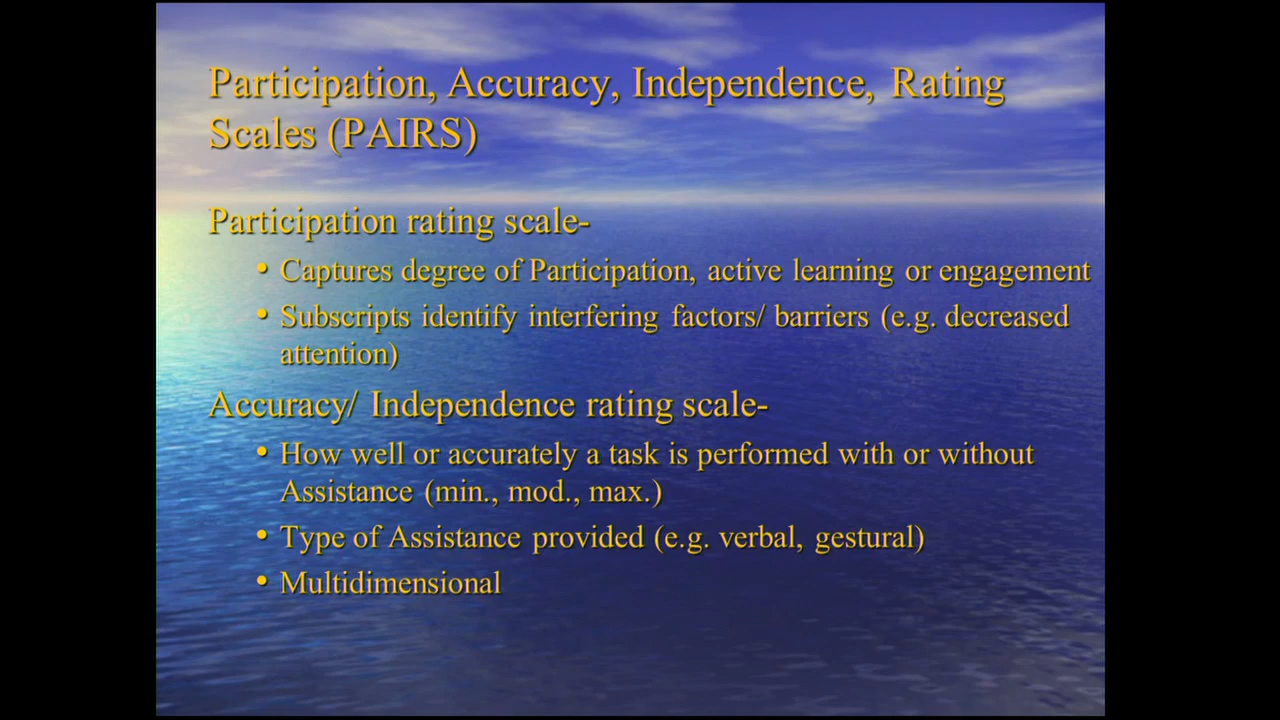 Participation, Accuracy, Independence, Rating
Scales (PAIRS)
Participation rating scale-
• Captures degree of Participation, active learning or engagement
• Subscripts identify interfering factors/ barriers (e.g. decreased
attention)
Accuracy/ Independence rating scale-
• How well or accurately a task is performed with or without
Assistance (min., mod., max.)
• Type of Assistance provided (e.g. verbal, gestural)
• Multidimensional